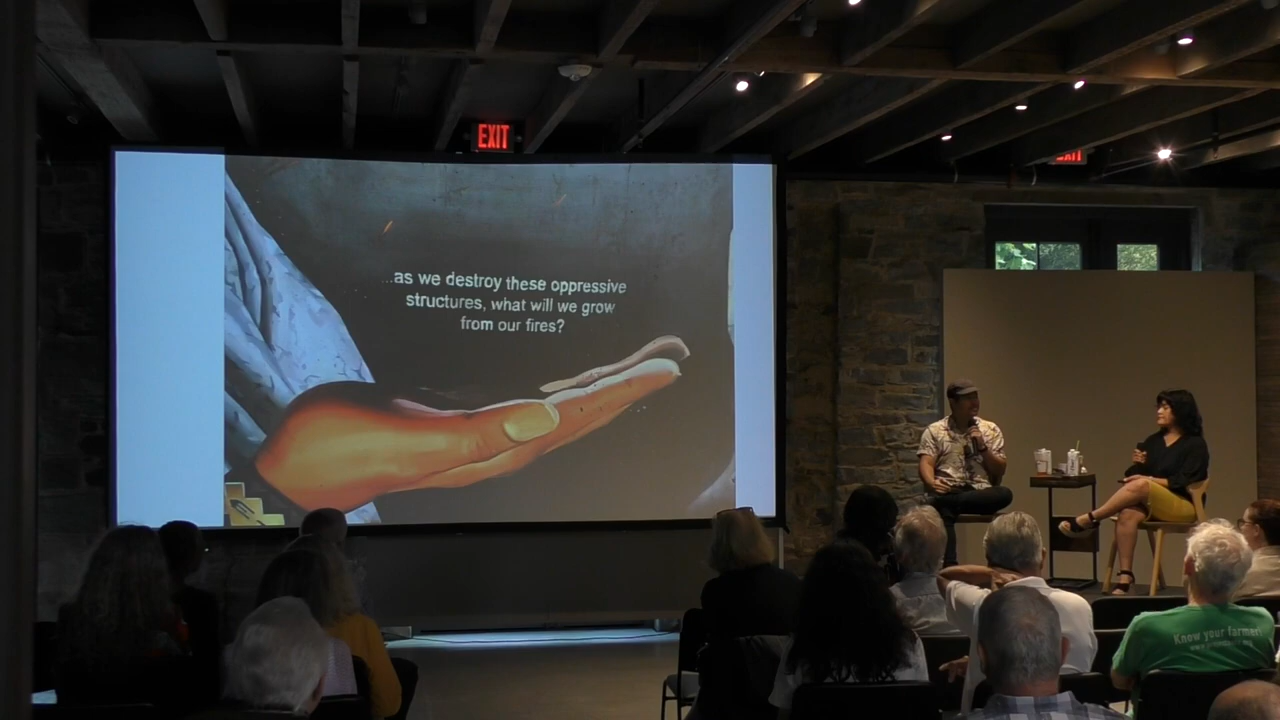 EXIT
EXIT
...as we destroy these oppressive
structures, what will we grow
from our fires?
Know your farmer